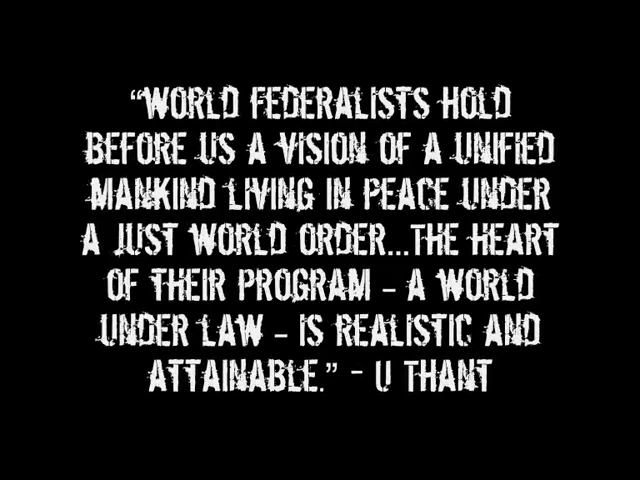 “WORLD FEDERALISTS HOLD
BEFORE US A VISION OF A UNIFIED
MANKIND LIVING IN PEACE UNDER
A JUST WORLD ORDER...THE HEART
OF THEIR PROGRAM – A WORLD
UNDER LAW – IS REALISTIC AND
ATTAINABLE.” - U THANT